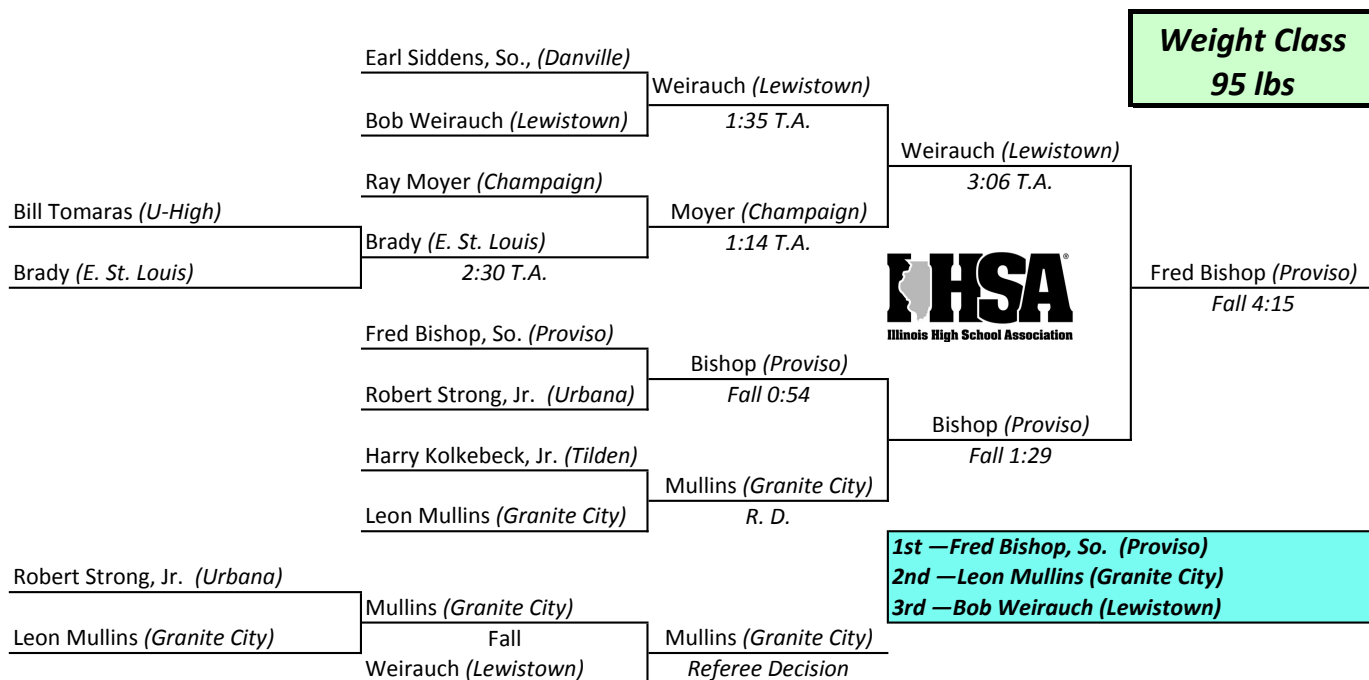 Weight Class
95 lbs
Earl Siddens, So., (Danville)
Weirauch (Lewistown)
Bob Weirauch (Lewistown)
1:35 T.A.
Weirauch (Lewistown)
3:06 T.A.
Ray Moyer (Champaign)
Bill Tomaras (U-High)
Moyer (Champaign)
Brady (E. St. Louis)
1:14 T.A.
Brady (E. St. Louis)
2:30 T.A.
IHSA®
Illinois High School Association
Fred Bishop (Proviso)
Fall 4:15
Fred Bishop, So. (Proviso)
Bishop (Proviso)
Robert Strong, Jr. (Urbana)
Fall 0:54
Bishop (Proviso)
Fall 1:29
Harry Kolkebeck, Jr. (Tilden)
Mullins (Granite City)
Leon Mullins (Granite City)
R. D.
1st —Fred Bishop, So. (Proviso)
2nd —Leon Mullins (Granite City)
3rd —Bob Weirauch (Lewistown)
Robert Strong, Jr. (Urbana)
Mullins (Granite City)
Leon Mullins (Granite City)
Fall
Mullins (Granite City)
Weirauch (Lewistown)
Referee Decision